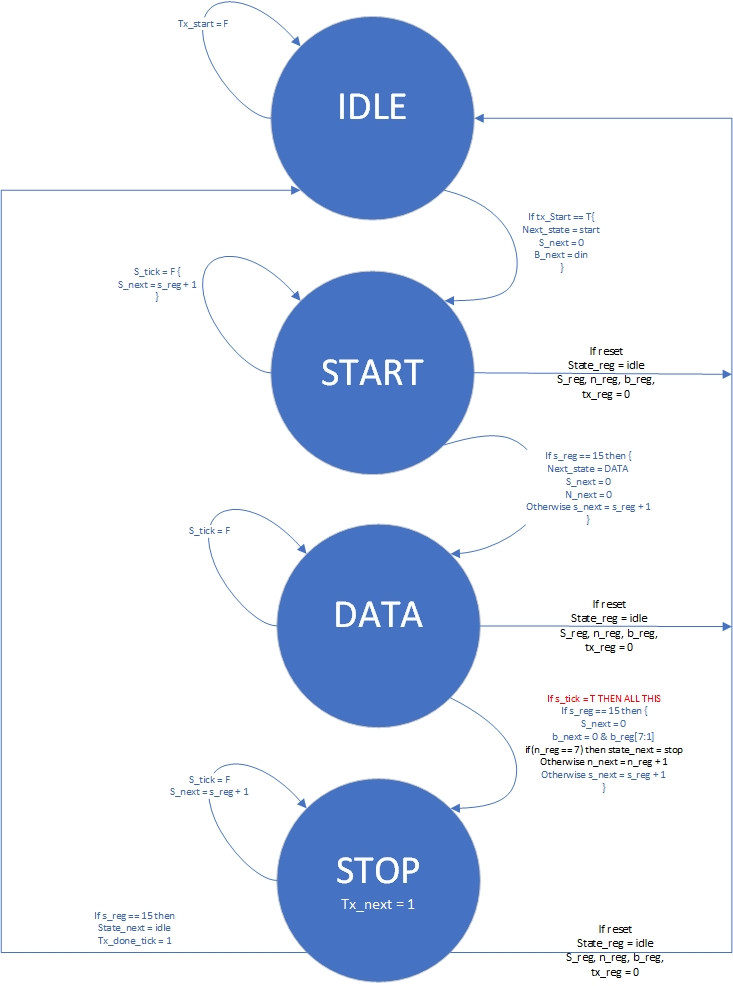 Tx_start = F
IDLE
If tx_Start == T{
Next_state = start
S_next = 0
B_next = din
}
S_tick = F {
S_next = s_reg + 1
}
START
If reset
State_reg = idle
S_reg, n_reg, b_reg,
tx_reg = 0
If s_reg == 15 then {
Next_state = DATA
S_next = 0
N_next = 0
Otherwise s_next = s_reg + 1
}
S_tick = F
DATA
If reset
State_reg = idle
S_reg, n_reg, b_reg,
tx_reg = 0
If s_tick = T THEN ALL THIS
If s_reg == 15 then {
S_next = 0
b_next = 0 & b_reg[7:1]
if(n_reg == 7) then state_next = stop
Otherwise n_next = n_reg + 1
Otherwise s_next = s_reg + 1
}
S_tick = F
S_next = s_reg + 1
STOP
Tx_next = 1
If s_reg == 15 then
State_next = idle
Tx_done_tick = 1
If reset
State_reg = idle
S_reg, n_reg, b_reg,
tx_reg = 0